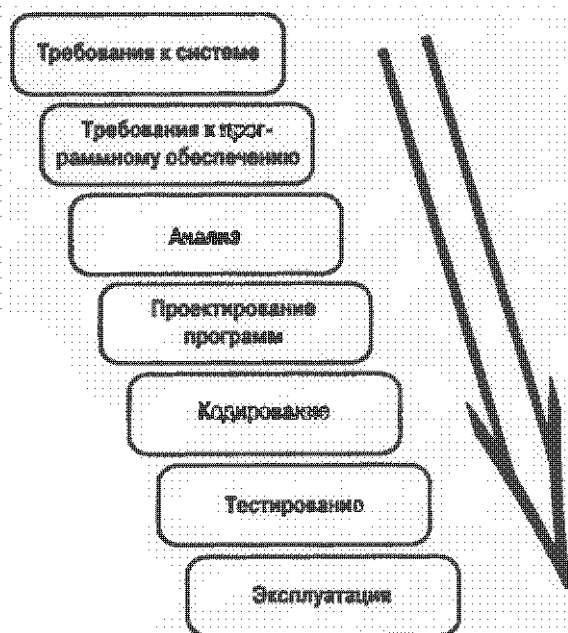 Требования к системе
Требования к прог-
раммному обеспечению
Анализ
Проектирование
программ
Кодирование
Тестирование
Эксплуатация